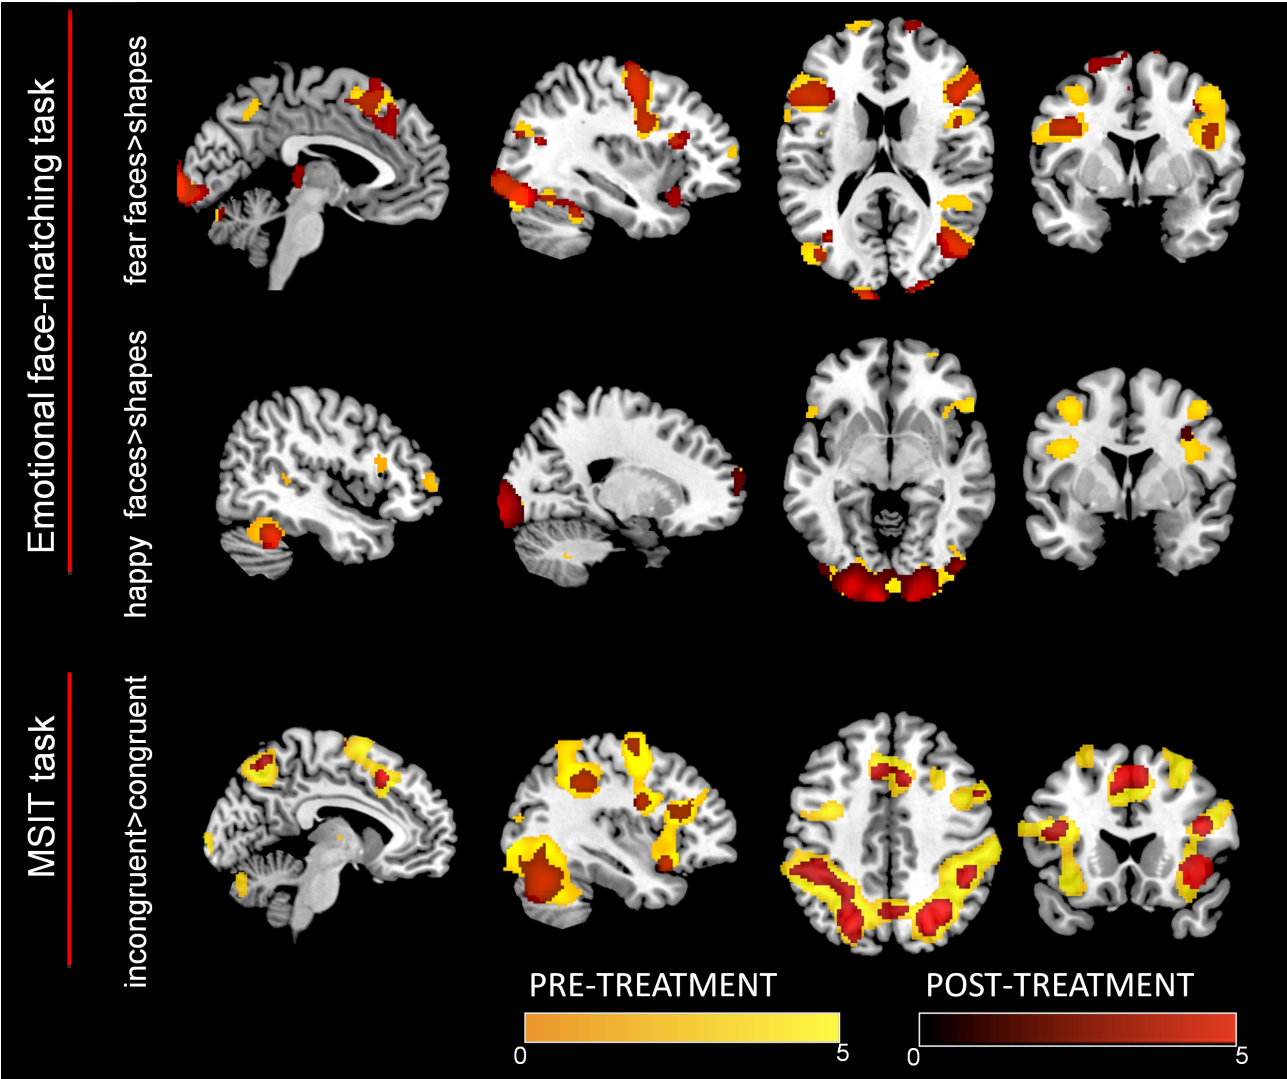 Emotional face-matching task
fear faces>shapes
happy faces>shapes
MSIT task
incongruent>congruent
PRE-TREATMENT
0 5
POST-TREATMENT
0 5